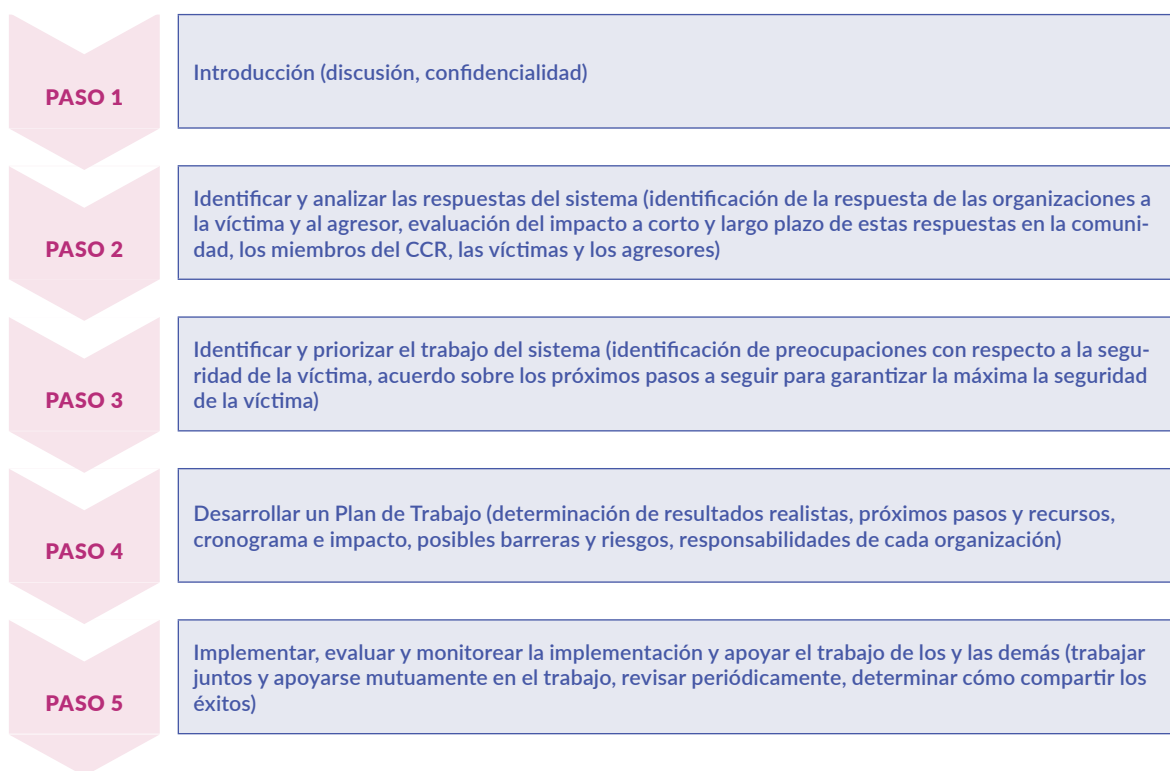 PASO 1
Introducción (discusión, confidencialidad)
PASO 2
Identificar y analizar las respuestas del sistema (identificación de la respuesta de las organizaciones a
la víctima y al agresor, evaluación del impacto a corto y largo plazo de estas respuestas en la comuni-
dad, los miembros del CCR, las víctimas y los agresores)
PASO 3
Identificar y priorizar el trabajo del sistema (identificación de preocupaciones con respecto a la segu-
ridad de la víctima, acuerdo sobre los próximos pasos a seguir para garantizar la máxima la seguridad
de la víctima)
PASO 4
Desarrollar un Plan de Trabajo (determinación de resultados realistas, próximos pasos y recursos,
cronograma e impacto, posibles barreras y riesgos, responsabilidades de cada organización)
PASO 5
Implementar, evaluar y monitorear la implementación y apoyar el trabajo de los y las demás (trabajar
juntos y apoyarse mutuamente en el trabajo, revisar periódicamente, determinar cómo compartir los
éxitos)